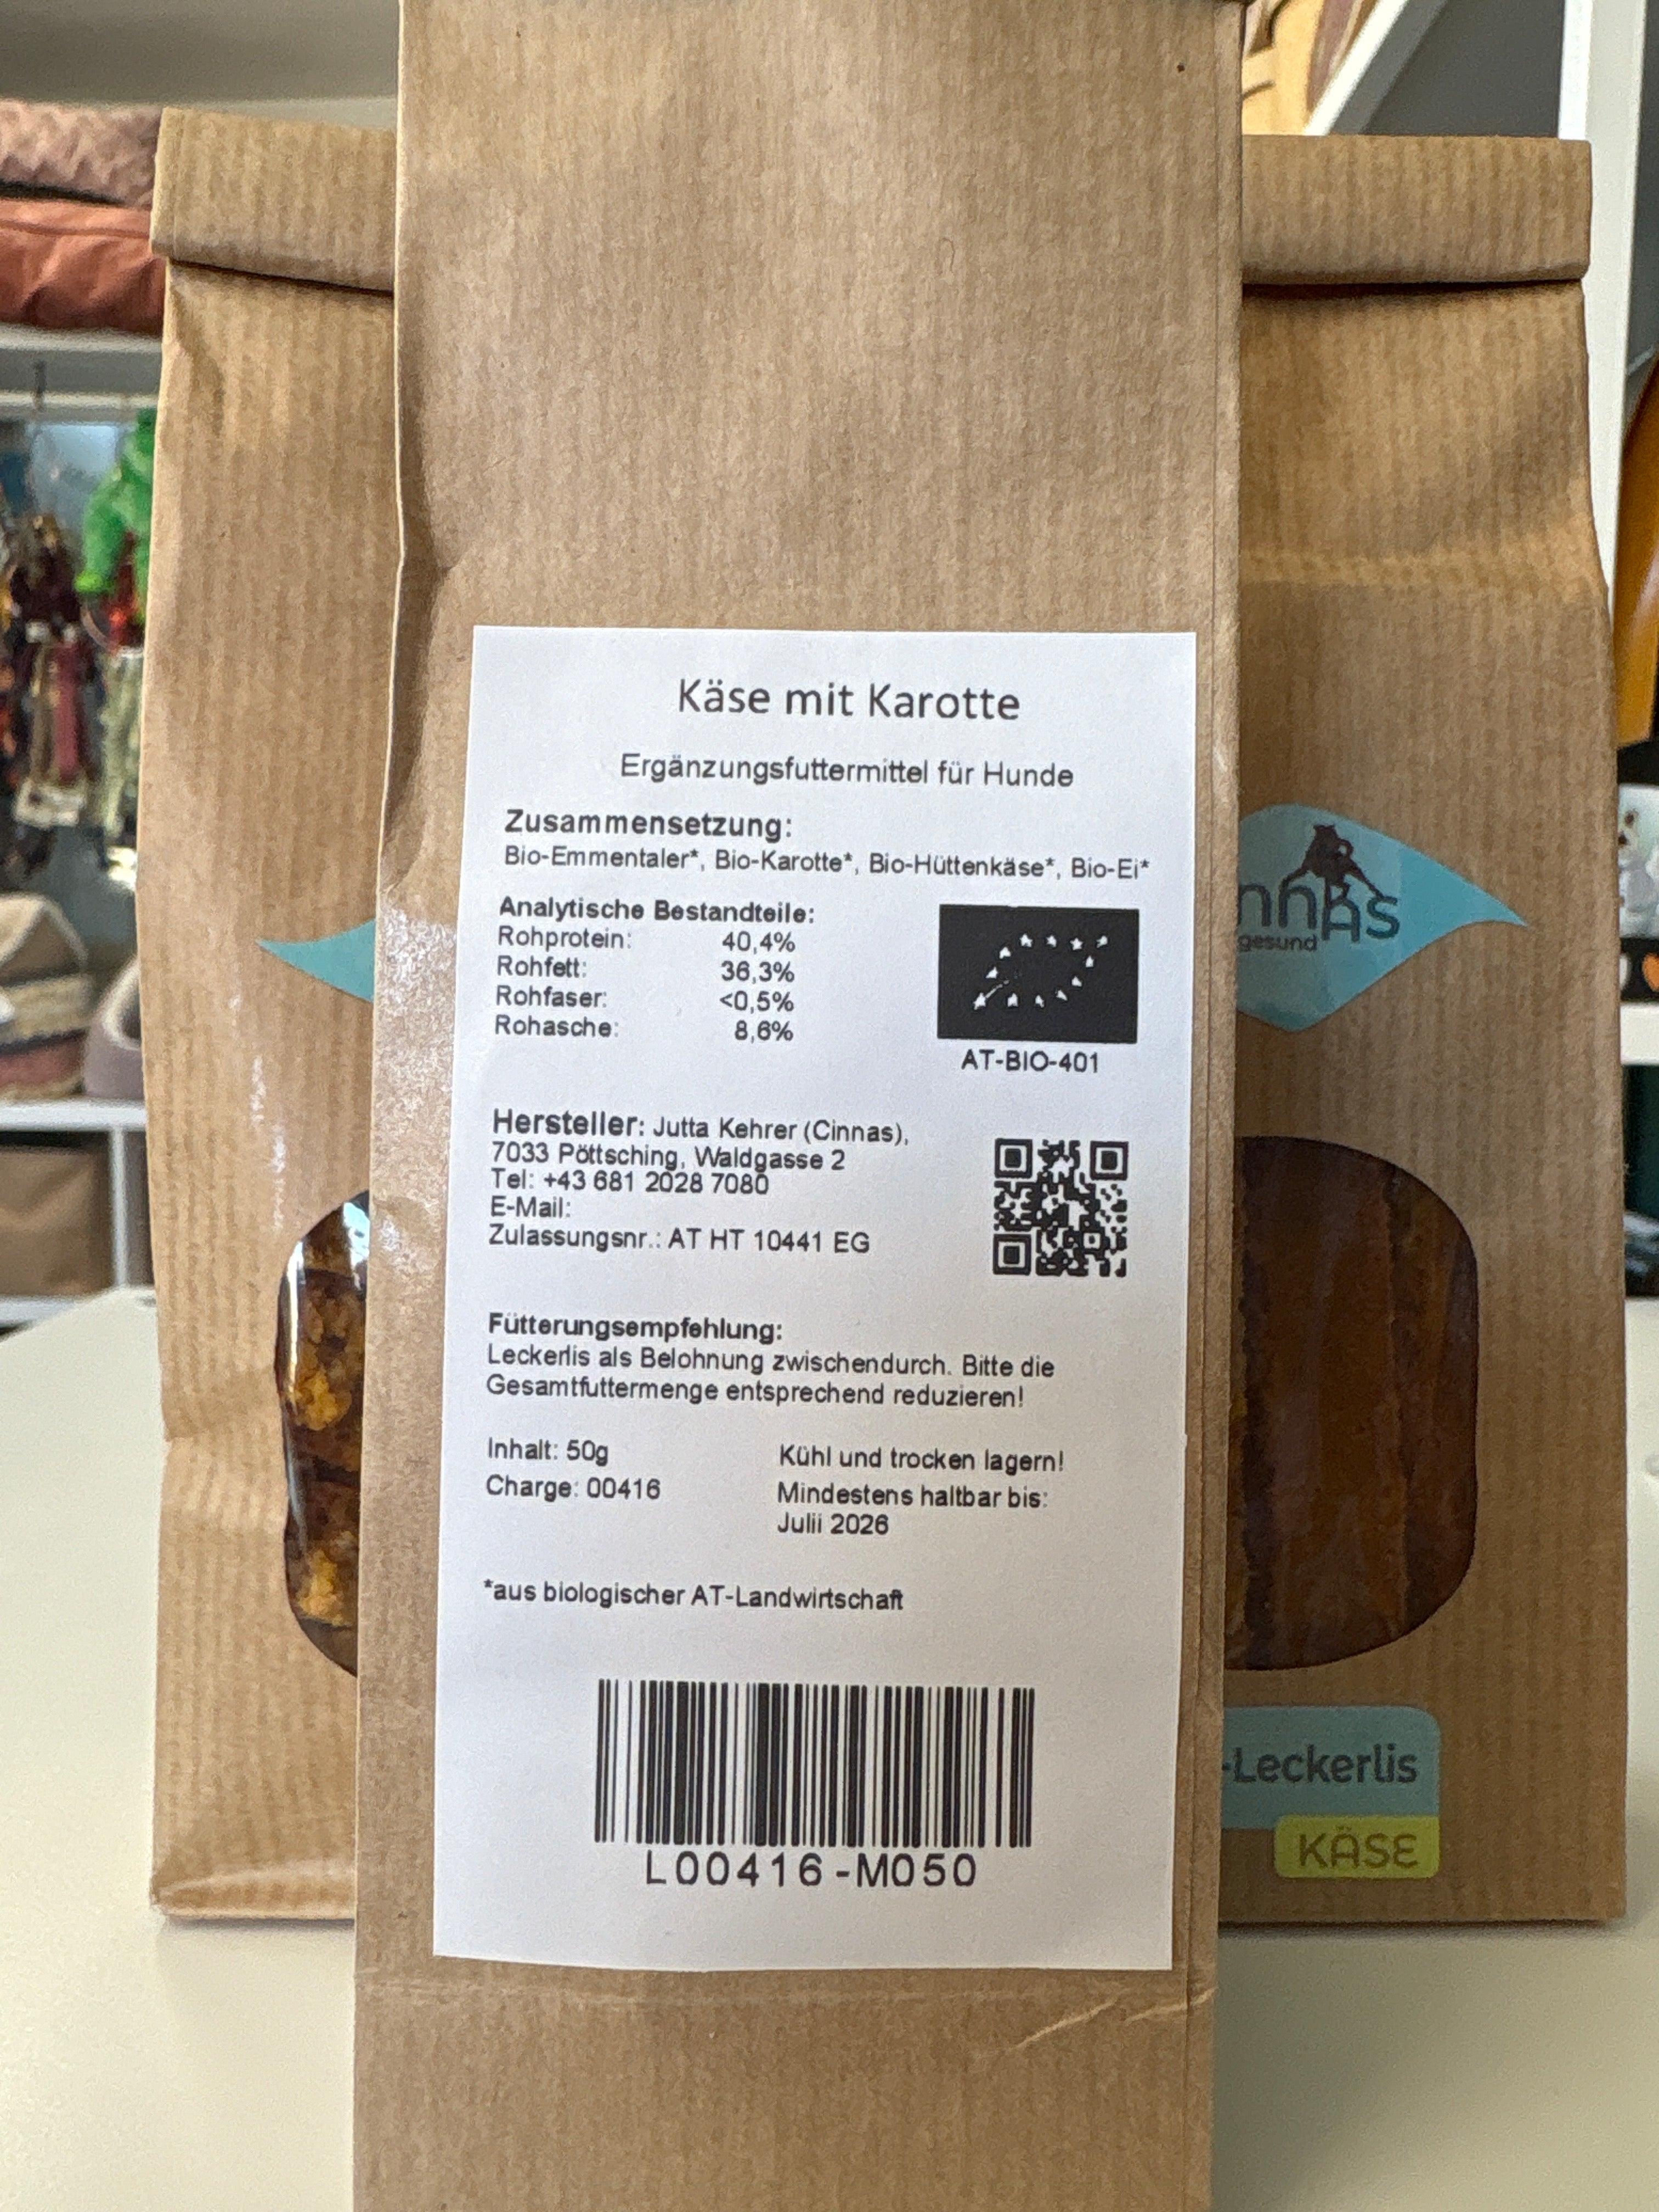 Käse mit Karotte
Ergänzungsfuttermittel für Hunde
Zusammensetzung:
Bio-Emmentaler*, Bio-Karotte*, Bio-Hüttenkäse*, Bio-Ei*
Analytische Bestandteile:
Rohprotein: 40,4%
Rohfett: 36,3%
Rohfaser: <0,5%
Rohasche: 8,6%
AT-BIO-401
Hersteller: Jutta Kehrer (Cinnas),
7033 Pöttsching, Waldgasse 2
Tel: +43 681 2028 7080
E-Mail:
Zulassungsnr.: AT HT 10441 EG
Fütterungsempfehlung:
Leckerlis als Belohnung zwischendurch. Bitte die
Gesamtfuttermenge entsprechend reduzieren!
Inhalt: 50g
Charge: 00416
Kühl und trocken lagern!
Mindestens haltbar bis:
Julii 2026
*aus biologischer AT-Landwirtschaft
L00416-M050
nnAs
gesund
-Leckerlis
KÄSE